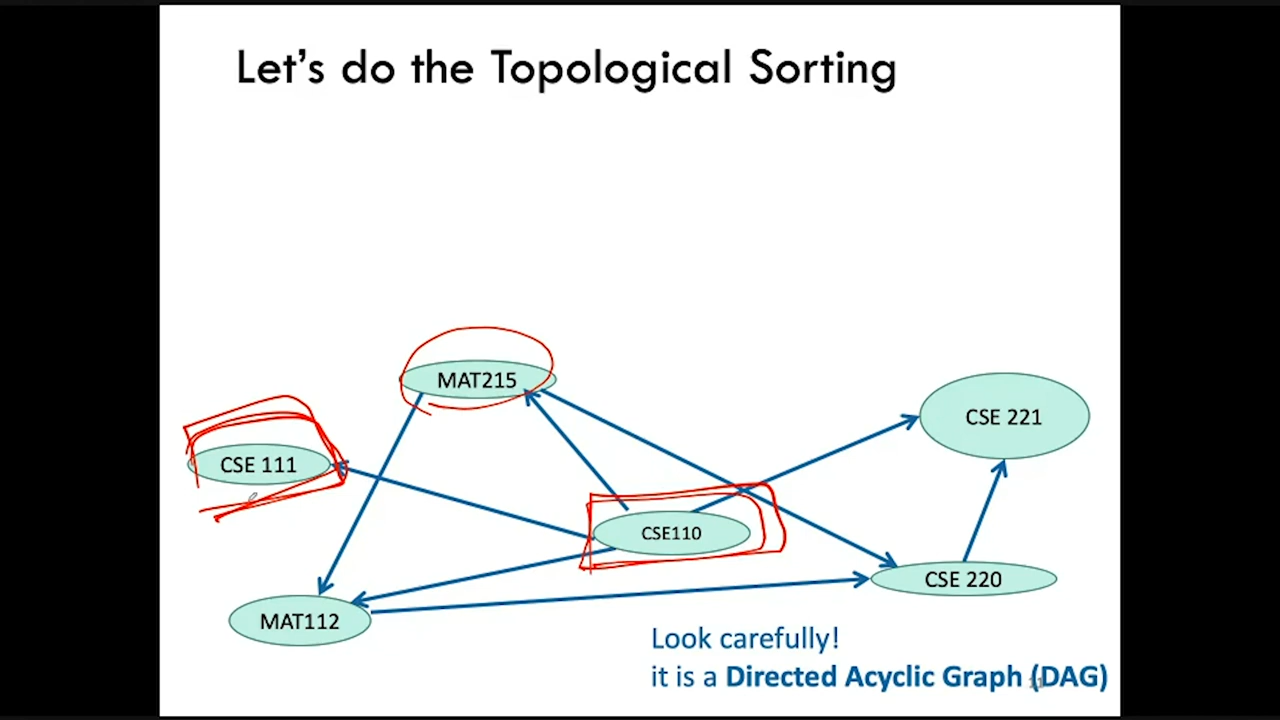 Let's do the Topological Sorting
MAT215
CSE 221
CSE 111
CSE110
CSE 220
MAT112
Look carefully!
it is a Directed Acyclic Graph (DAG)